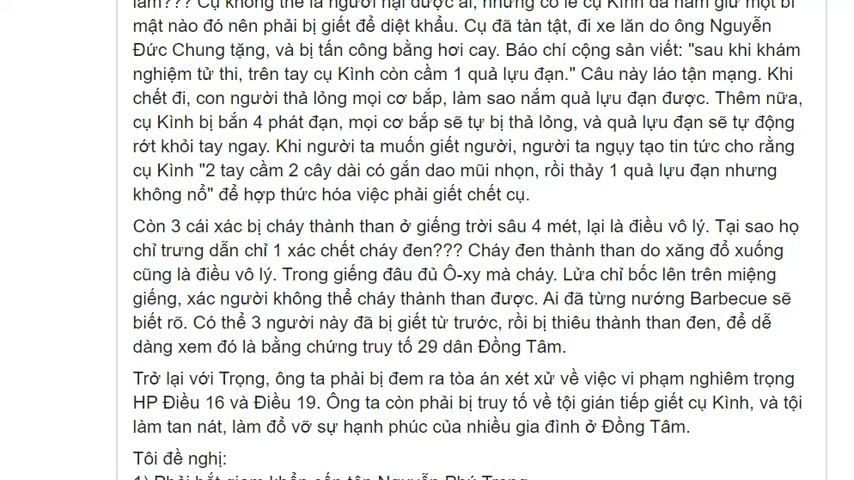 làm??? Cụ không thể là người hại được ai, nhưng có lẽ cụ Kình đã nắm giữ một bí
mật nào đó nên phải bị giết để diệt khẩu. Cụ đã tàn tật, đi xe lăn do ông Nguyễn
Đức Chung tặng, và bị tấn công bằng hơi cay. Báo chí cộng sản viết: "sau khi khám
nghiệm tử thi, trên tay cụ Kình còn cầm 1 quả lựu đạn." Câu này láo tận mạng. Khi
chết đi, con người thả lỏng mọi cơ bắp, làm sao nắm quả lựu đạn được. Thêm nữa,
cụ Kình bị bắn 4 phát đạn, mọi cơ bắp sẽ tự bị thả lỏng, và quả lựu đạn sẽ tự động
rớt khỏi tay ngay. Khi người ta muốn giết người, người ta ngụy tạo tin tức cho rằng
cụ Kình "2 tay cầm 2 cây dài có gắn dao mũi nhọn, rồi thảy 1 quả lựu đạn nhưng
không nổ" để hợp thức hóa việc phải giết chết cụ.
Còn 3 cái xác bị cháy thành than ở giếng trời sâu 4 mét, lại là điều vô lý. Tại sao họ
chỉ trưng dẫn chỉ 1 xác chết cháy đen??? Cháy đen thành than do xăng đổ xuống
cũng là điều vô lý. Trong giếng đâu đủ Ô-xy mà cháy. Lửa chỉ bốc lên trên miệng
giếng, xác người không thể cháy thành than được. Ai đã từng nướng Barbecue sẽ
biết rõ. Có thể 3 người này đã bị giết từ trước, rồi bị thiêu thành than đen, để dễ
dàng xem đó là bằng chứng truy tố 29 dân Đồng Tâm.
Trở lại với Trọng, ông ta phải bị đem ra tòa án xét xử về việc vi phạm nghiêm trọng
HP Điều 16 và Điều 19. Ông ta còn phải bị truy tố về tội gián tiếp giết cụ Kình, và tội
làm tan nát, làm đổ vỡ sự hạnh phúc của nhiều gia đình ở Đồng Tâm.
Tôi đề nghị:
1) Phải bắt giam khẩn cấp tên Nguyễn Phú Trọng